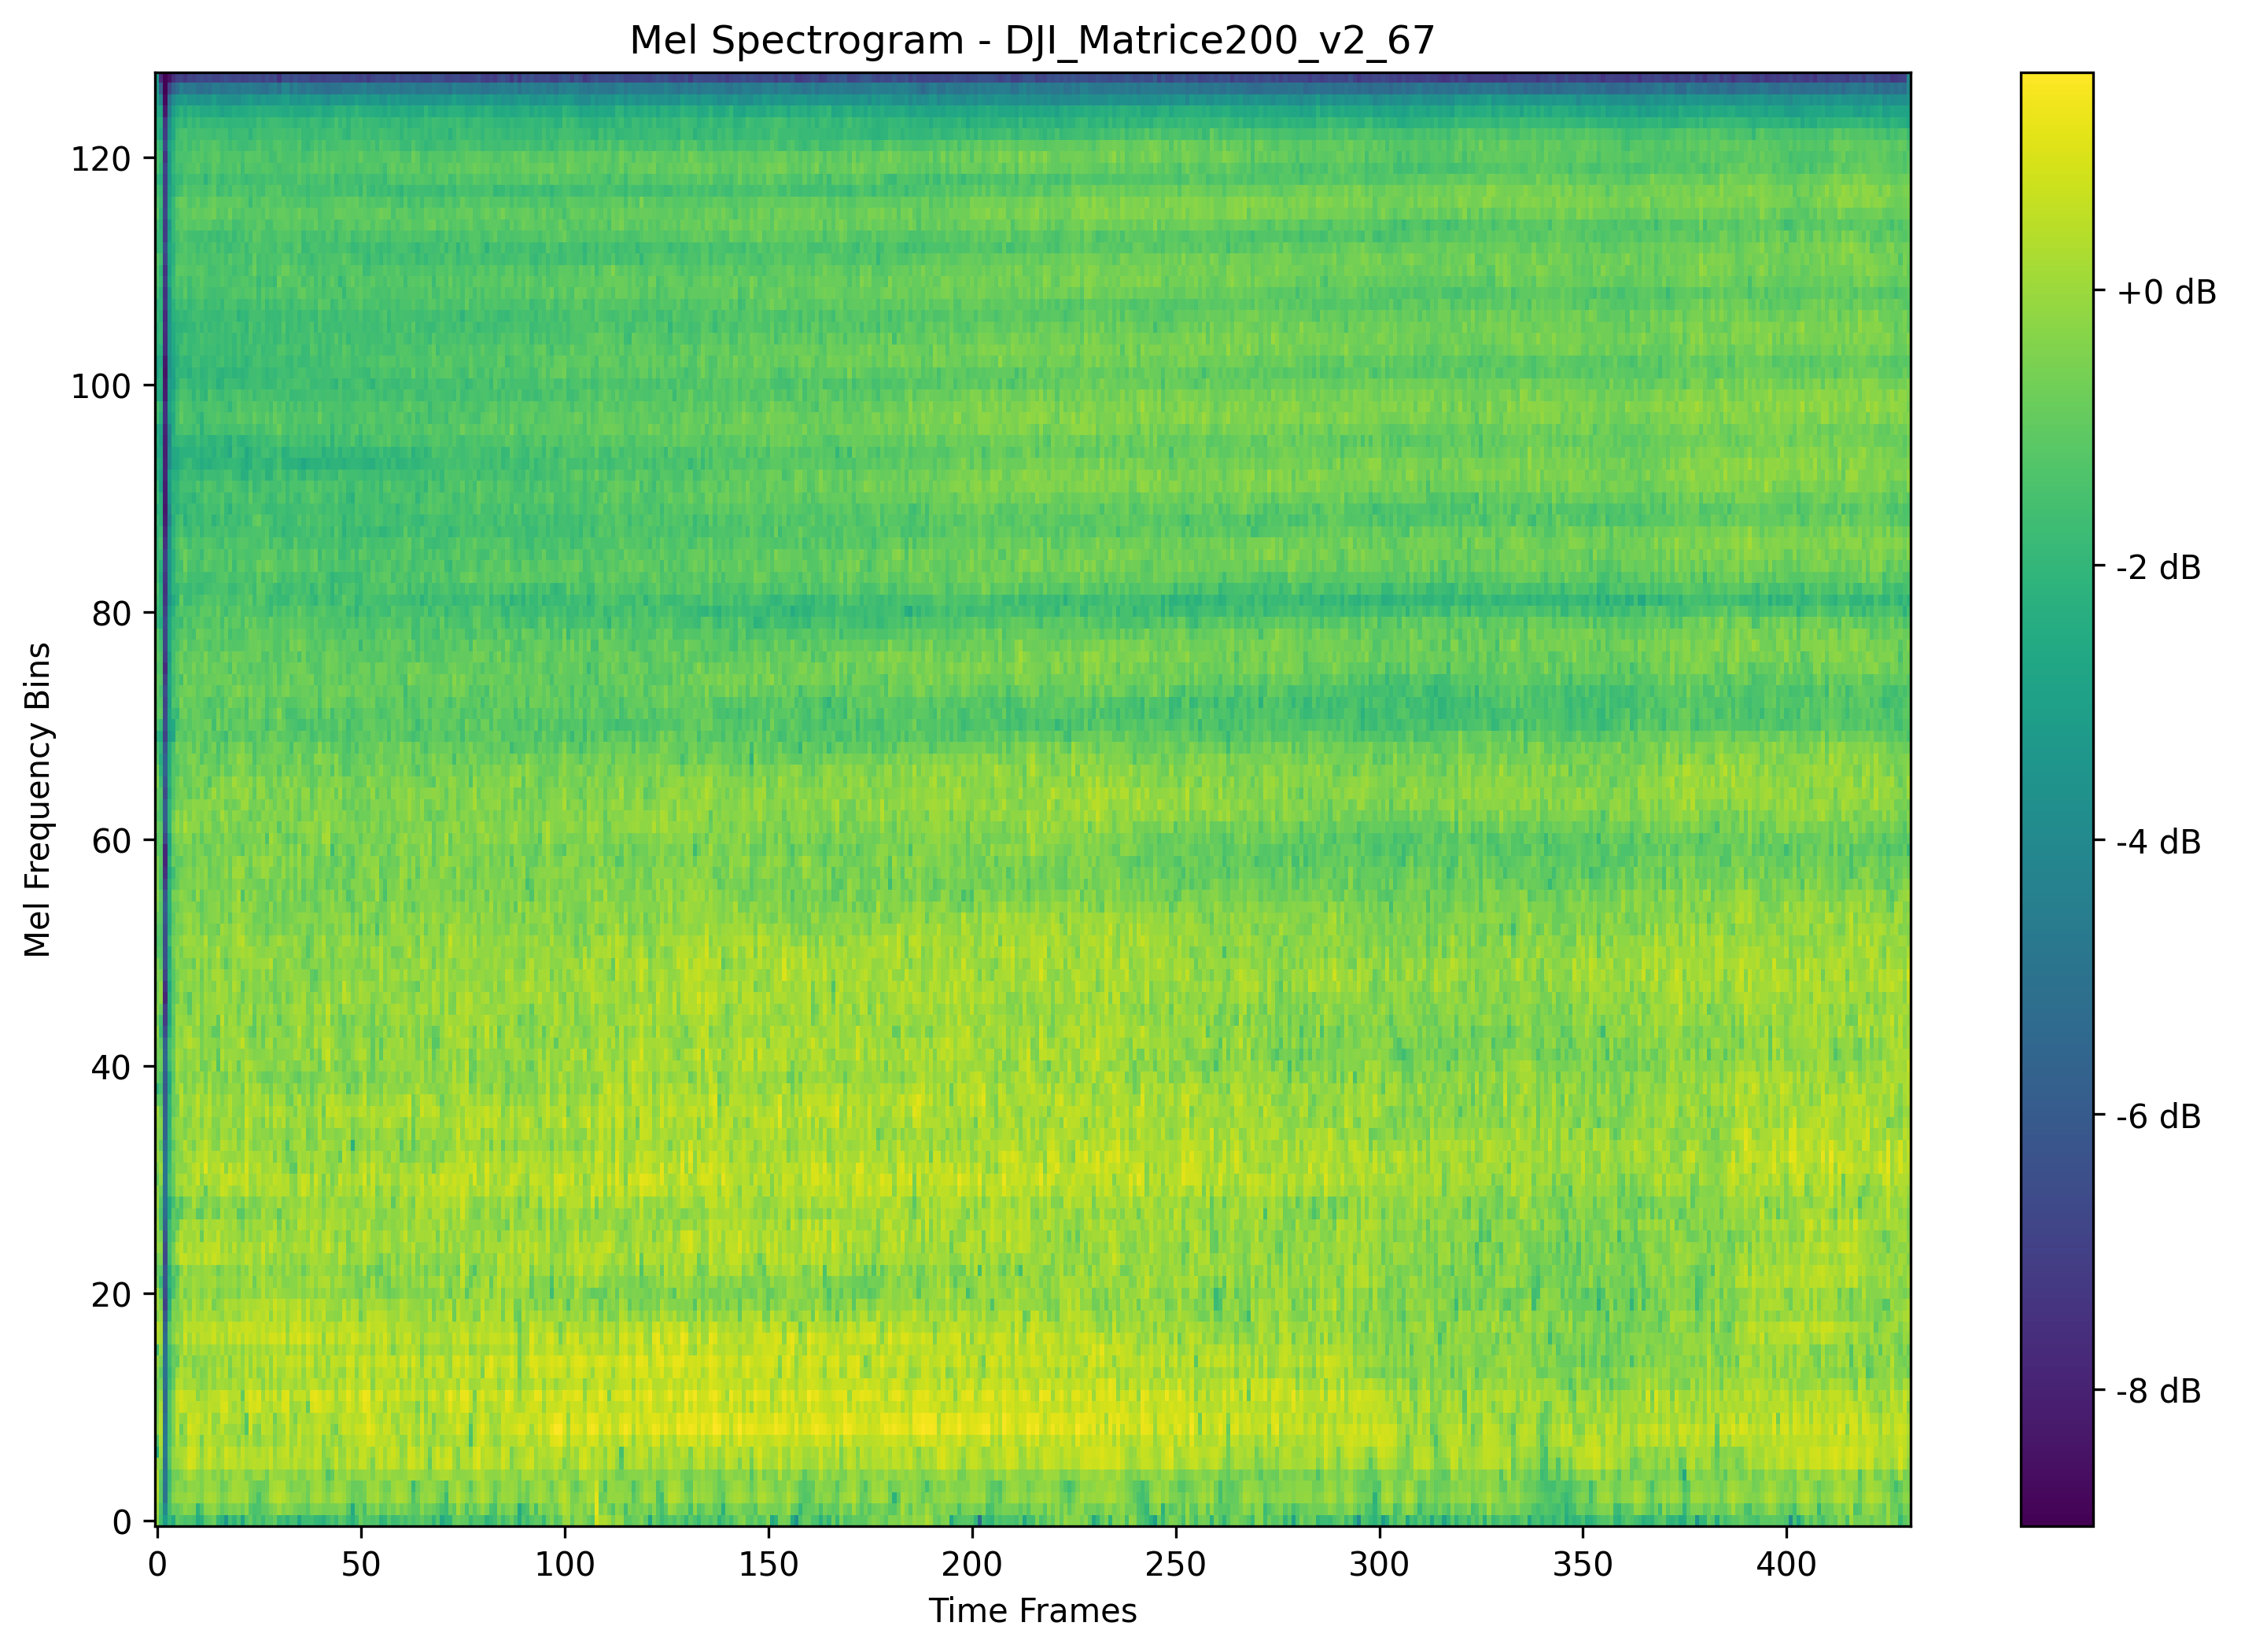 Mel Spectrogram - DJI_Matrice200_v2_67
Mel Frequency Bins
120
100
80
60
40
20
0
0 50 100 150 200 250 300 350 400
Time Frames
+0 dB
-2 dB
-4 dB
-6 dB
-8 dB